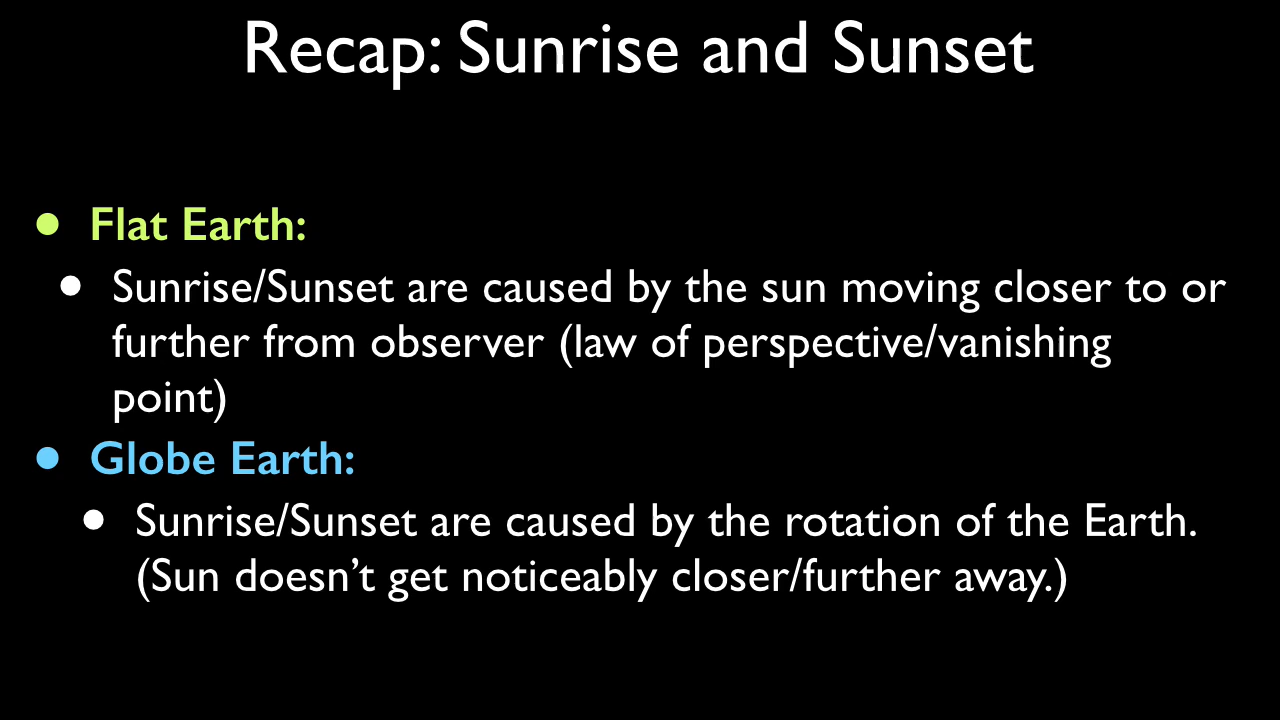 Recap: Sunrise and Sunset
• Flat Earth:
• Sunrise/Sunset are caused by the sun moving closer to or
further from observer (law of perspective/vanishing
point)
• Globe Earth:
• Sunrise/Sunset are caused by the rotation of the Earth.
(Sun doesn’t get noticeably closer/further away.)